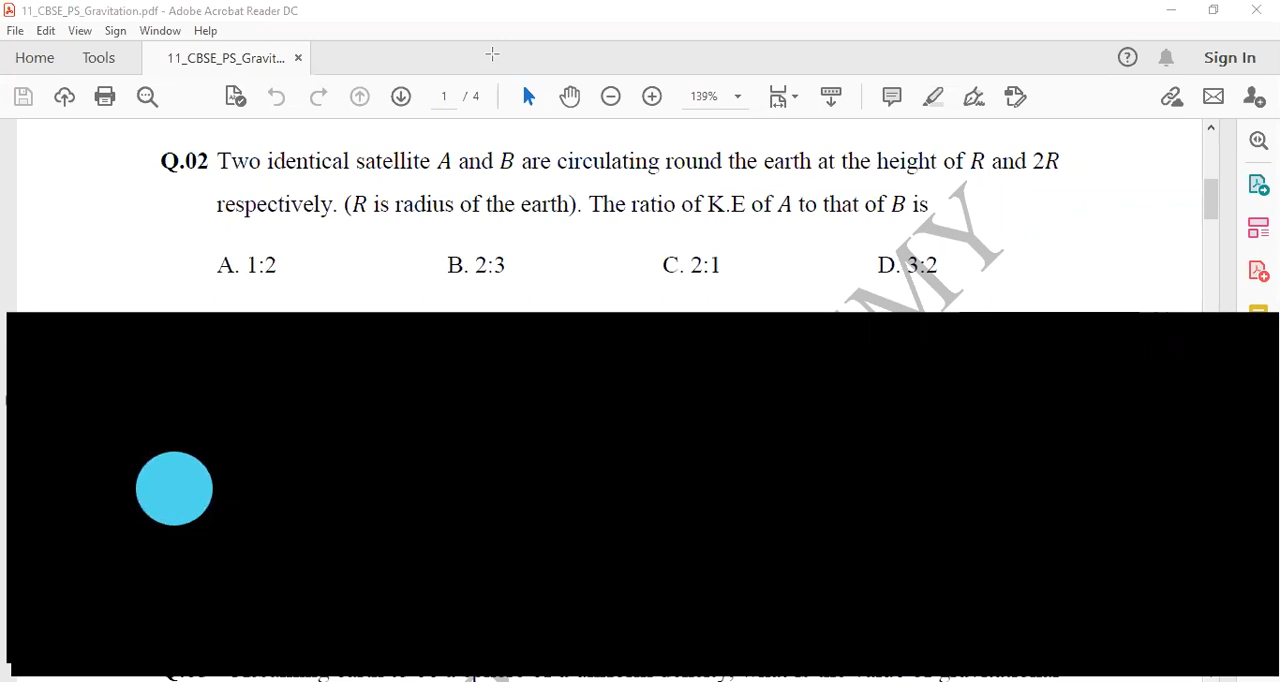 11_CBSE_PS_Gravitation.pdf - Adobe Acrobat Reader DC
File Edit View Sign Window Help
Home Tools 11_CBSE_PS_Gravit... × Sign In
1 / 4 139%
Q.02 Two identical satellite A and B are circulating round the earth at the height of R and 2R
respectively. (R is radius of the earth). The ratio of K.E of A to that of B is
A. 1:2 B. 2:3 C. 2:1 D. 3:2
MY